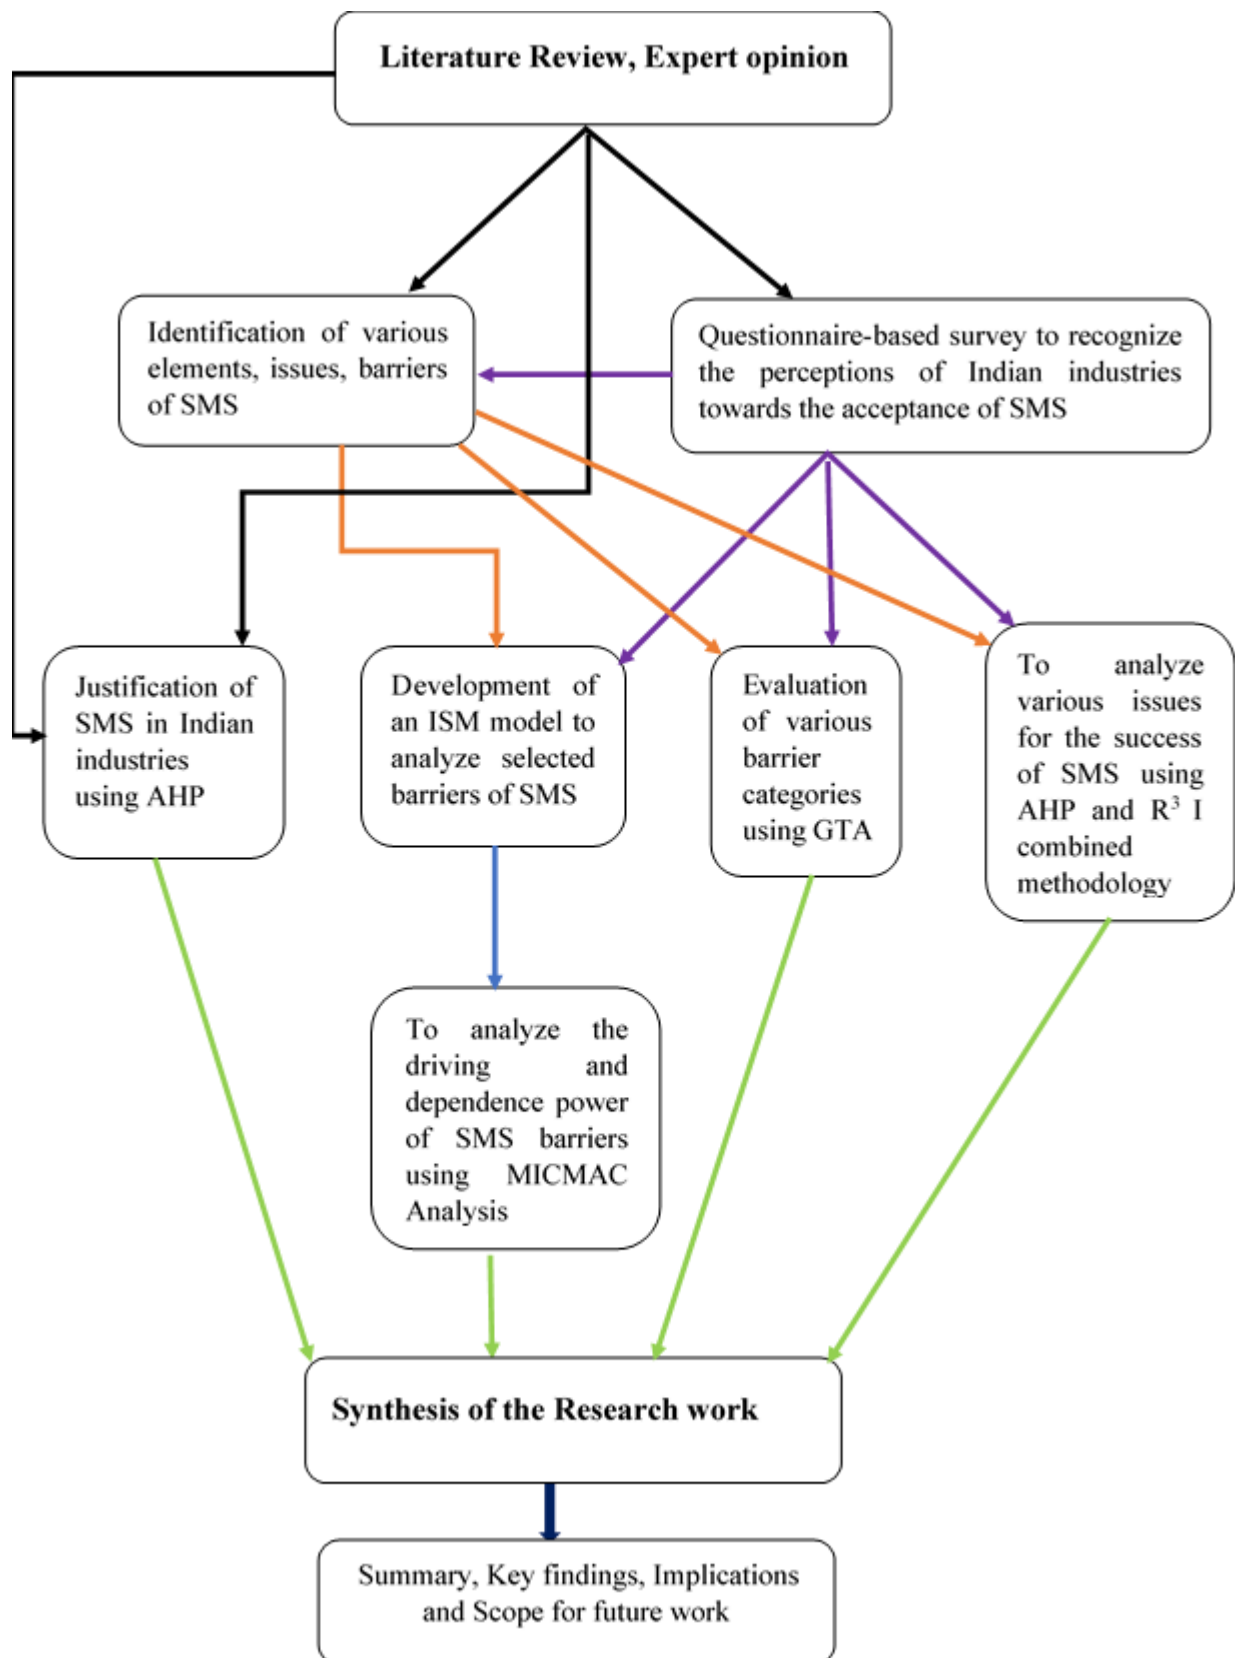 Literature Review, Expert opinion
Identification of various
elements, issues, barriers
of SMS
Questionnaire-based survey to recognize
the perceptions of Indian industries
towards the acceptance of SMS
Justification of
SMS in Indian
industries
using AHP
Development of
an ISM model to
analyze selected
barriers of SMS
Evaluation
of various
barrier
categories
using GTA
To analyze
various issues
for the success
of SMS using
AHP and R³ I
combined
methodology
To analyze the
driving and
dependence power
of SMS barriers
using MICMAC
Analysis
Synthesis of the Research work
Summary, Key findings, Implications
and Scope for future work